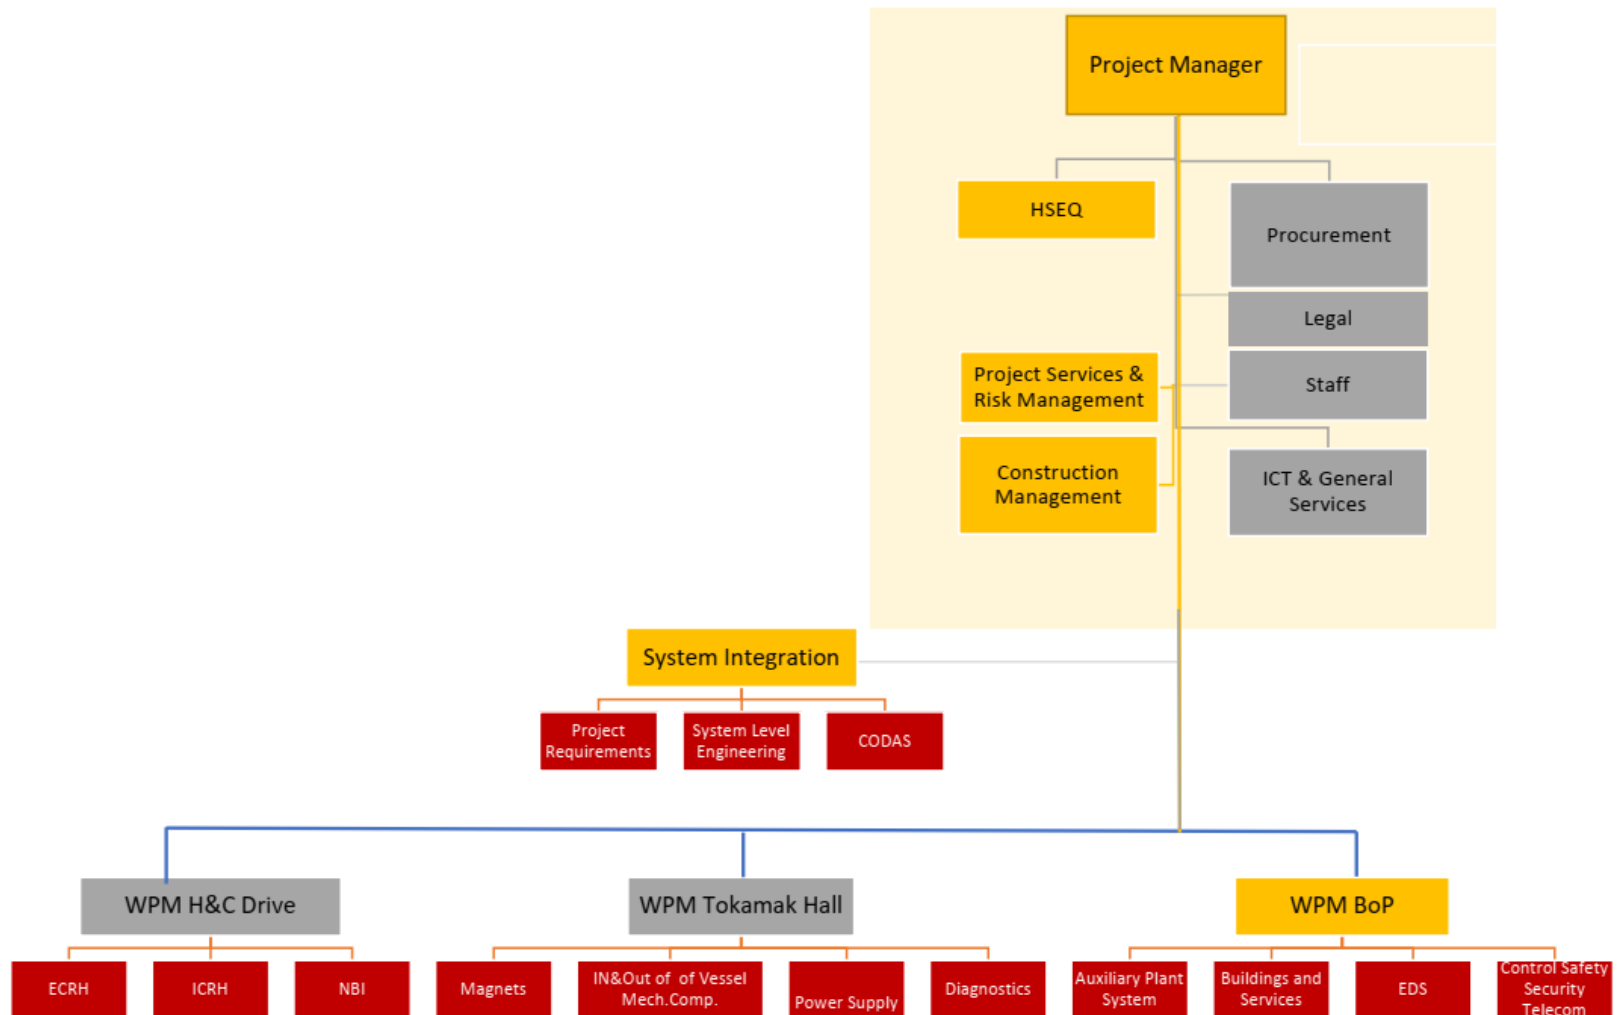 Project Manager
HSEQ
Procurement
Legal
Project Services &
Risk Management
Staff
Construction
Management
ICT & General
Services
System Integration
Project
Requirements
System Level
Engineering
CODAS
WPM H&C Drive
WPM Tokamak Hall
WPM BoP
ECRH
ICRH
NBI
Magnets
IN&Out of of Vessel
Mech.Comp.
Power Supply
Diagnostics
Auxiliary Plant
System
Buildings and
Services
EDS
Control Safety
Security
Telecom